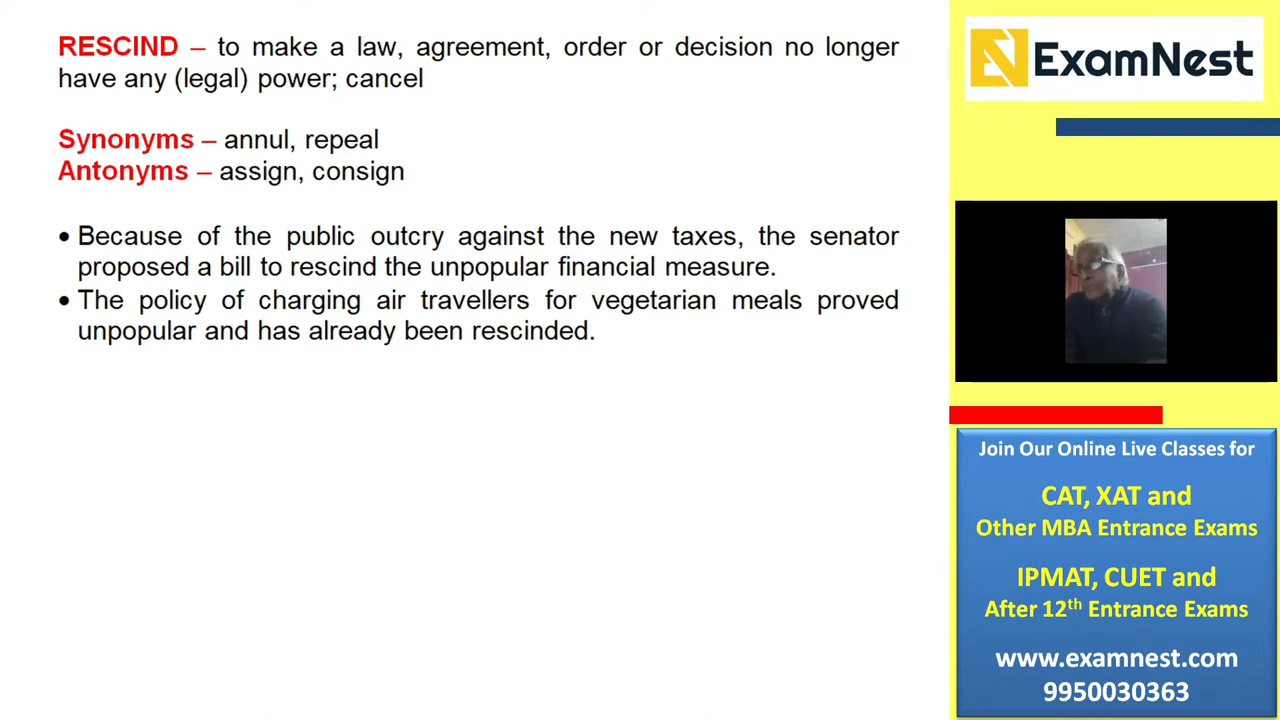 RESCIND – to make a law, agreement, order or decision no longer
have any (legal) power; cancel
Synonyms – annul, repeal
Antonyms – assign, consign
• Because of the public outcry against the new taxes, the senator
proposed a bill to rescind the unpopular financial measure.
• The policy of charging air travellers for vegetarian meals proved
unpopular and has already been rescinded.
ExamNest
Join Our Online Live Classes for
CAT, XAT and
Other MBA Entrance Exams
IPMAT, CUET and
After 12th Entrance Exams
www.examnest.com
9950030363